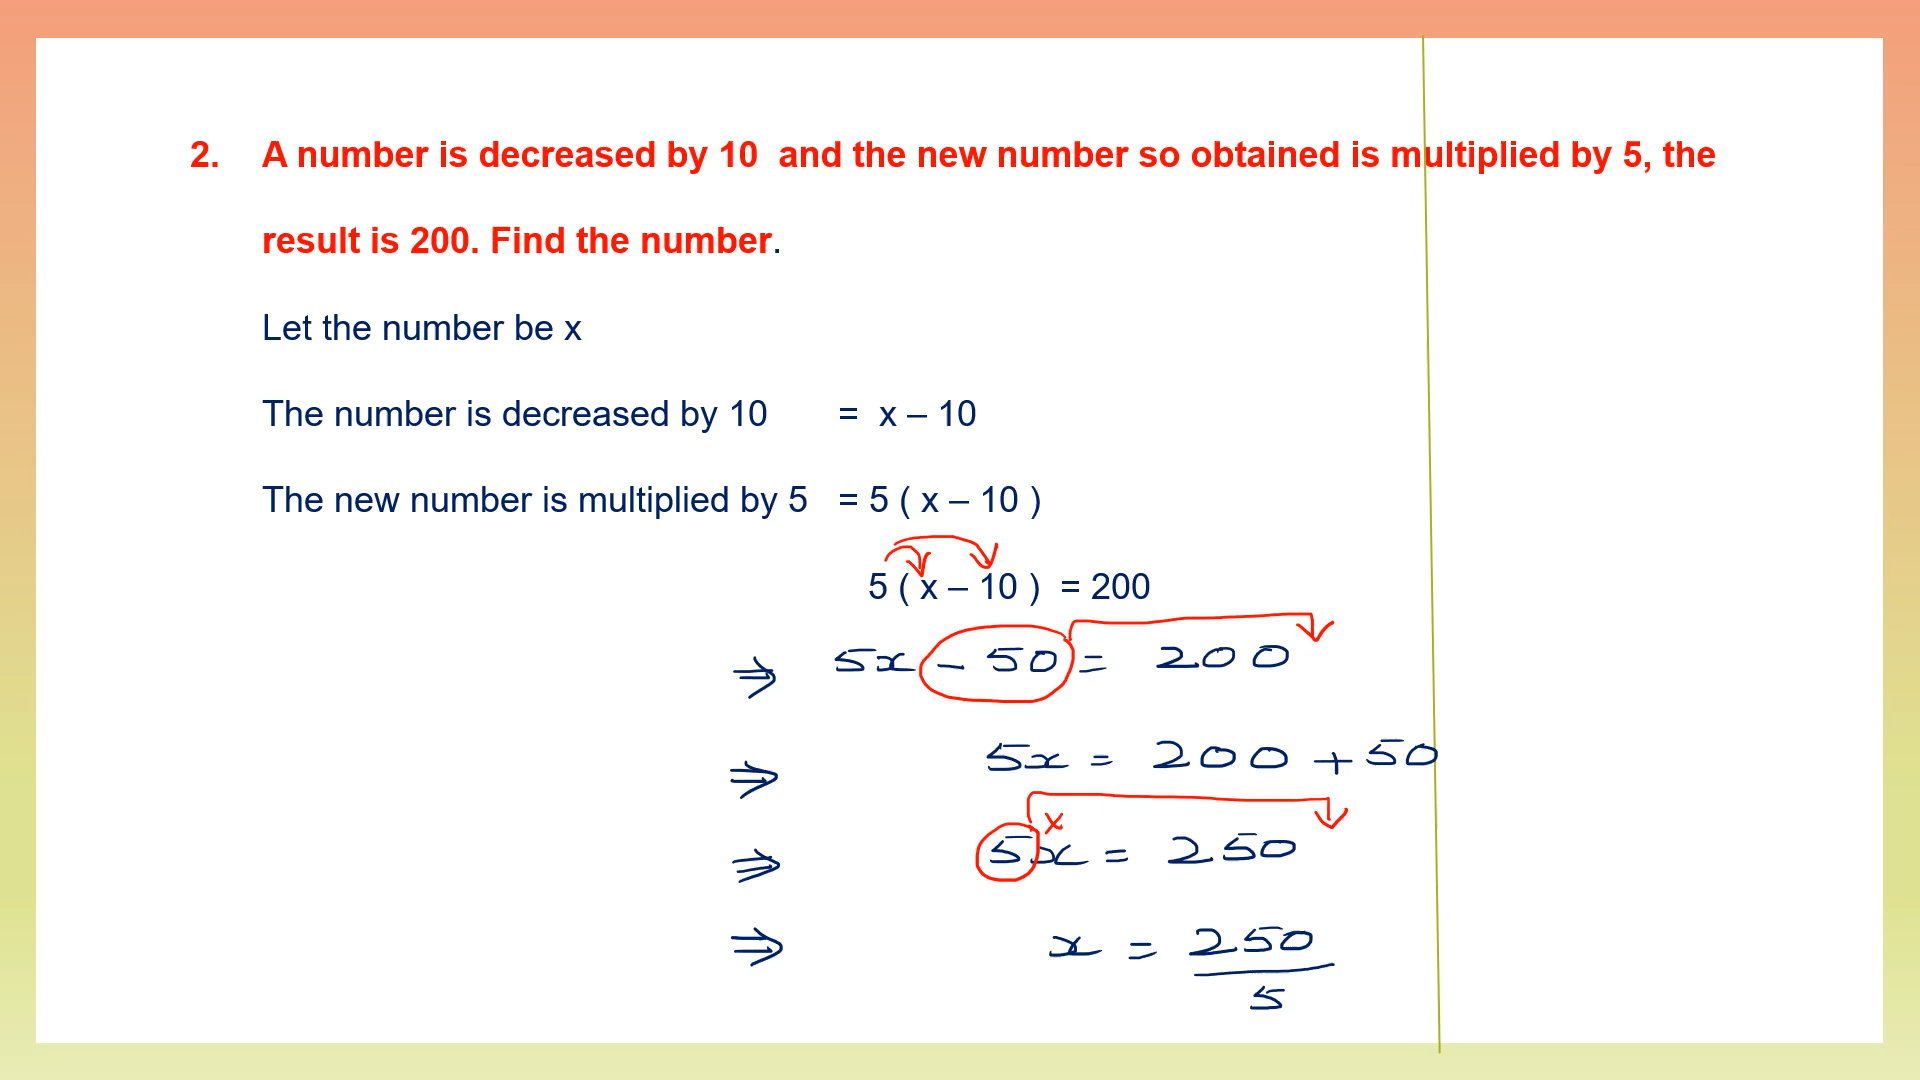 2. A number is decreased by 10 and the new number so obtained is multiplied by 5, the
result is 200. Find the number.
Let the number be x
The number is decreased by 10 = x – 10
The new number is multiplied by 5 = 5 ( x – 10 )
5 ( x – 10 ) = 200
⇒ 5x – 50 = 200
⇒ 5x = 200 + 50
x
⇒ 5x = 250
⇒ x = 250
5